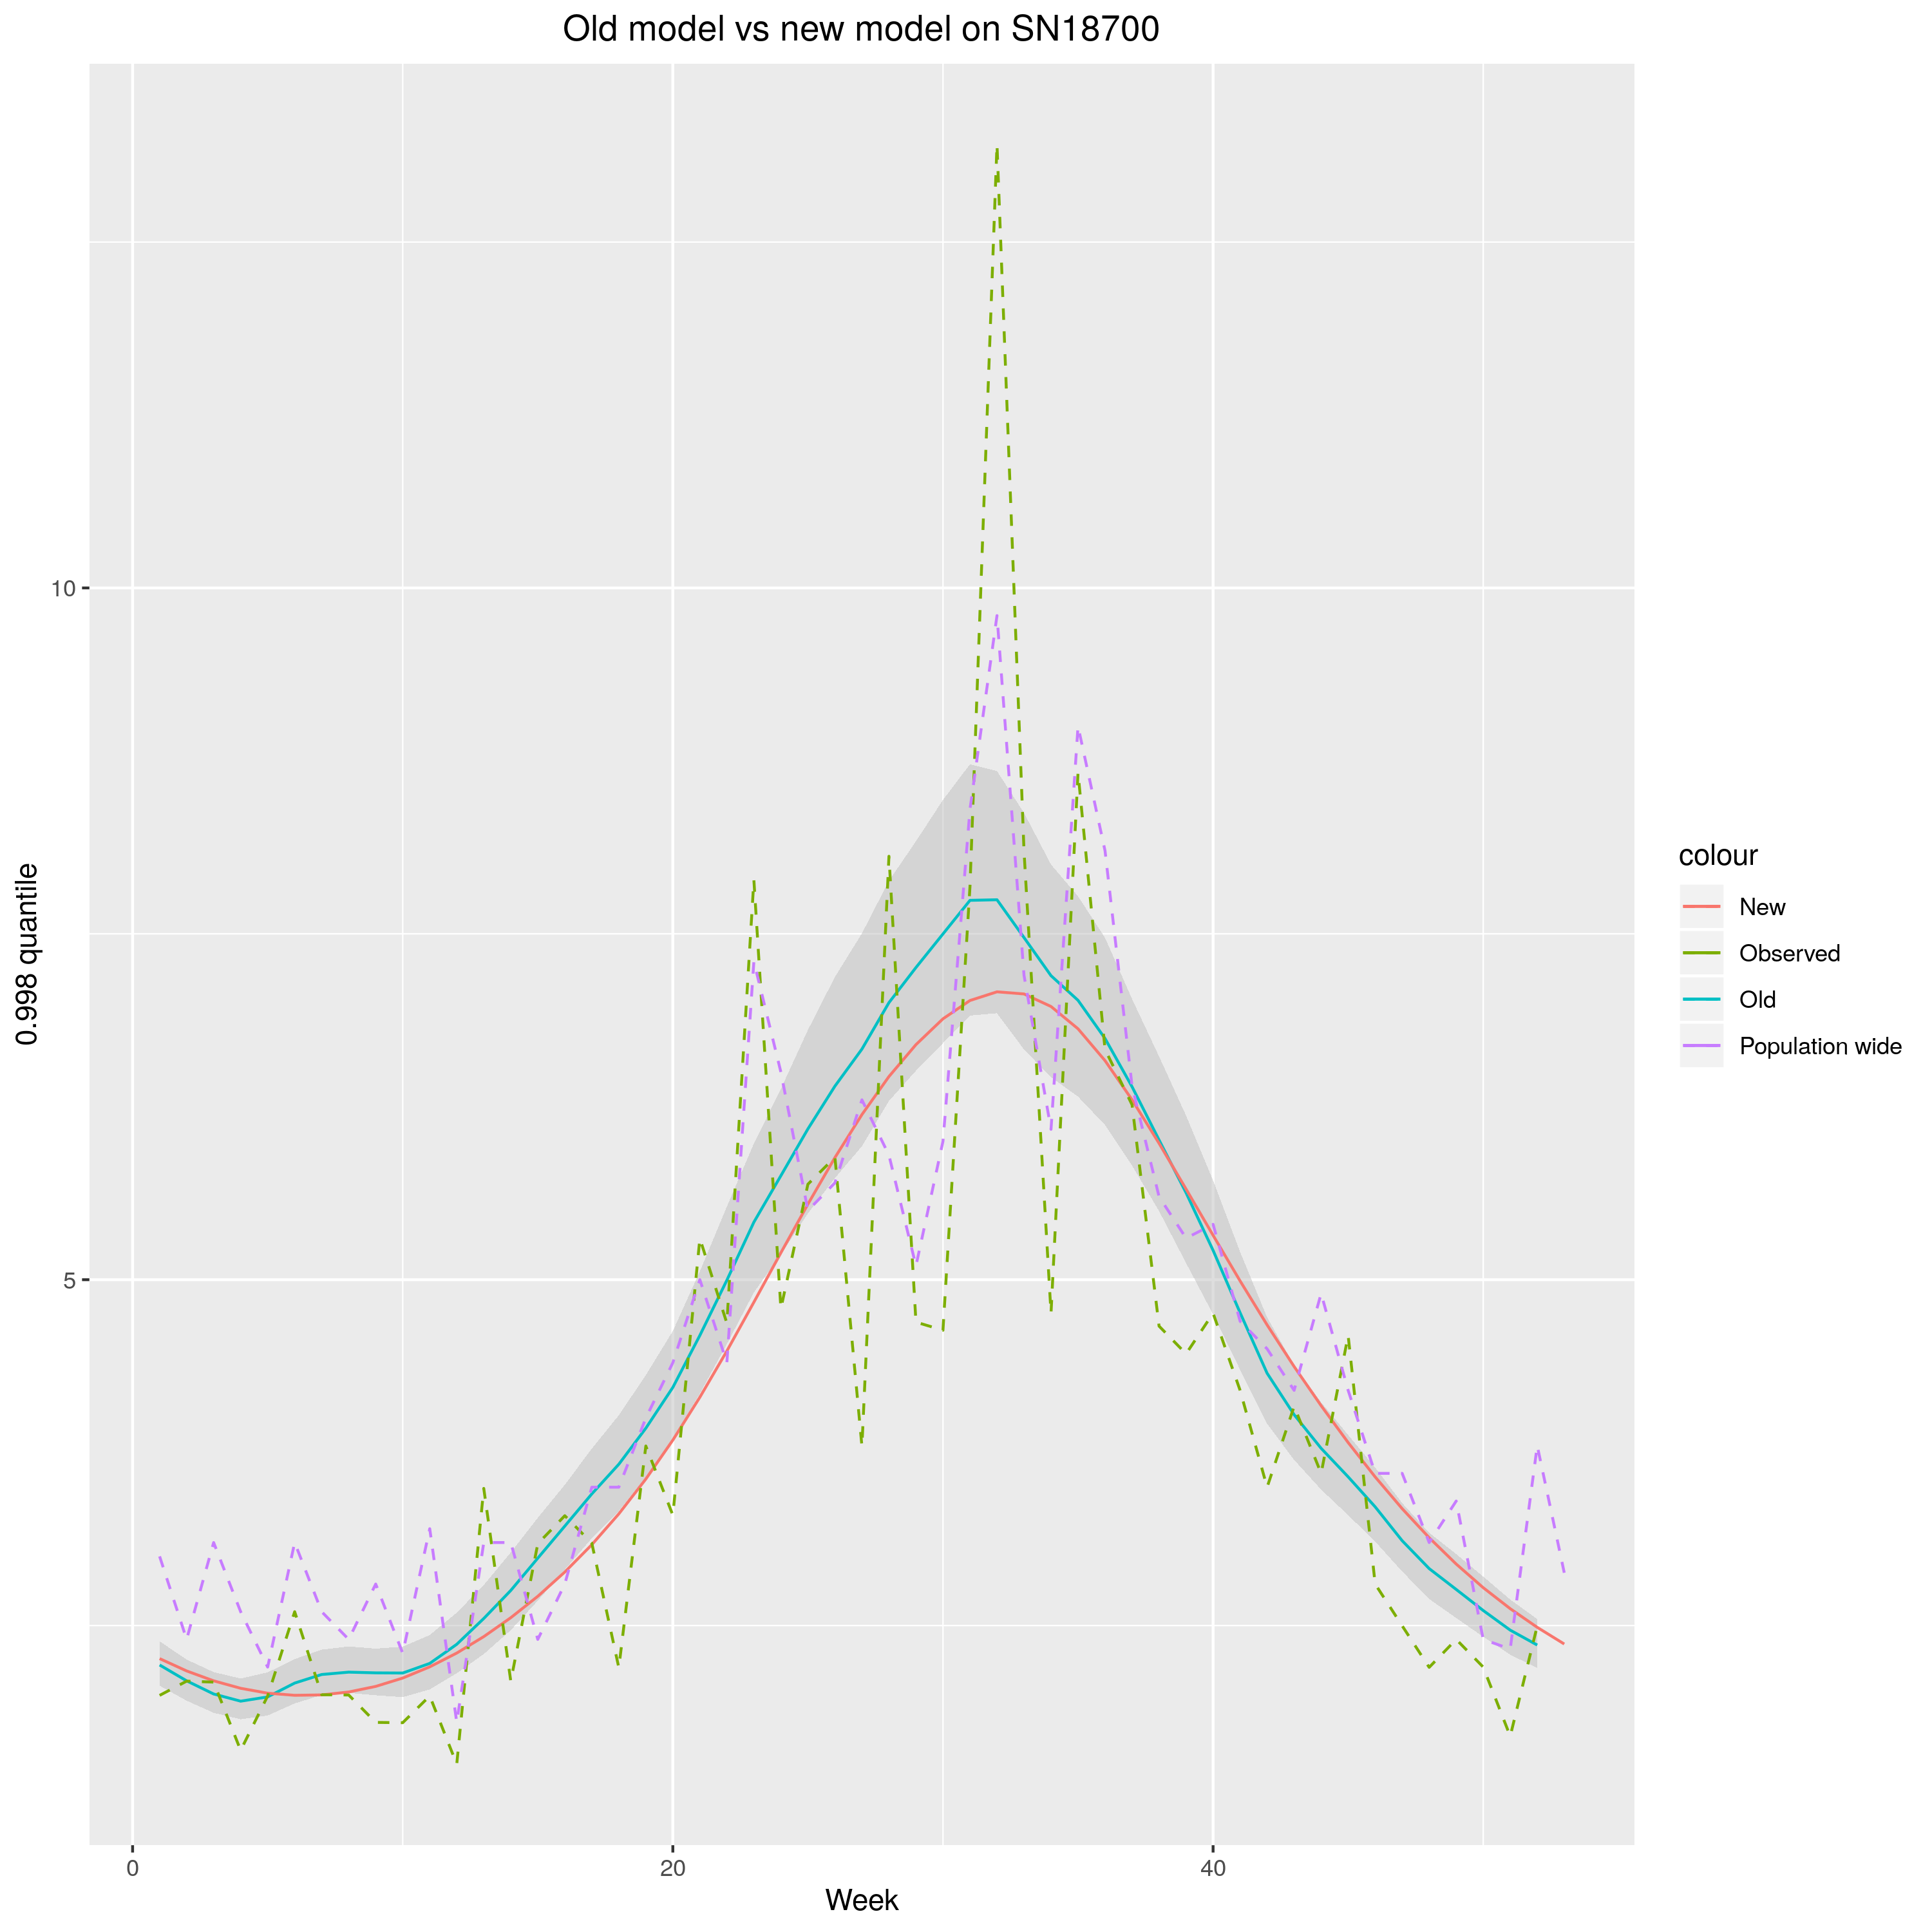 Old model vs new model on SN18700
0.998 quantile
10
5
0
20
40
Week
colour
New
Observed
Old
Population wide